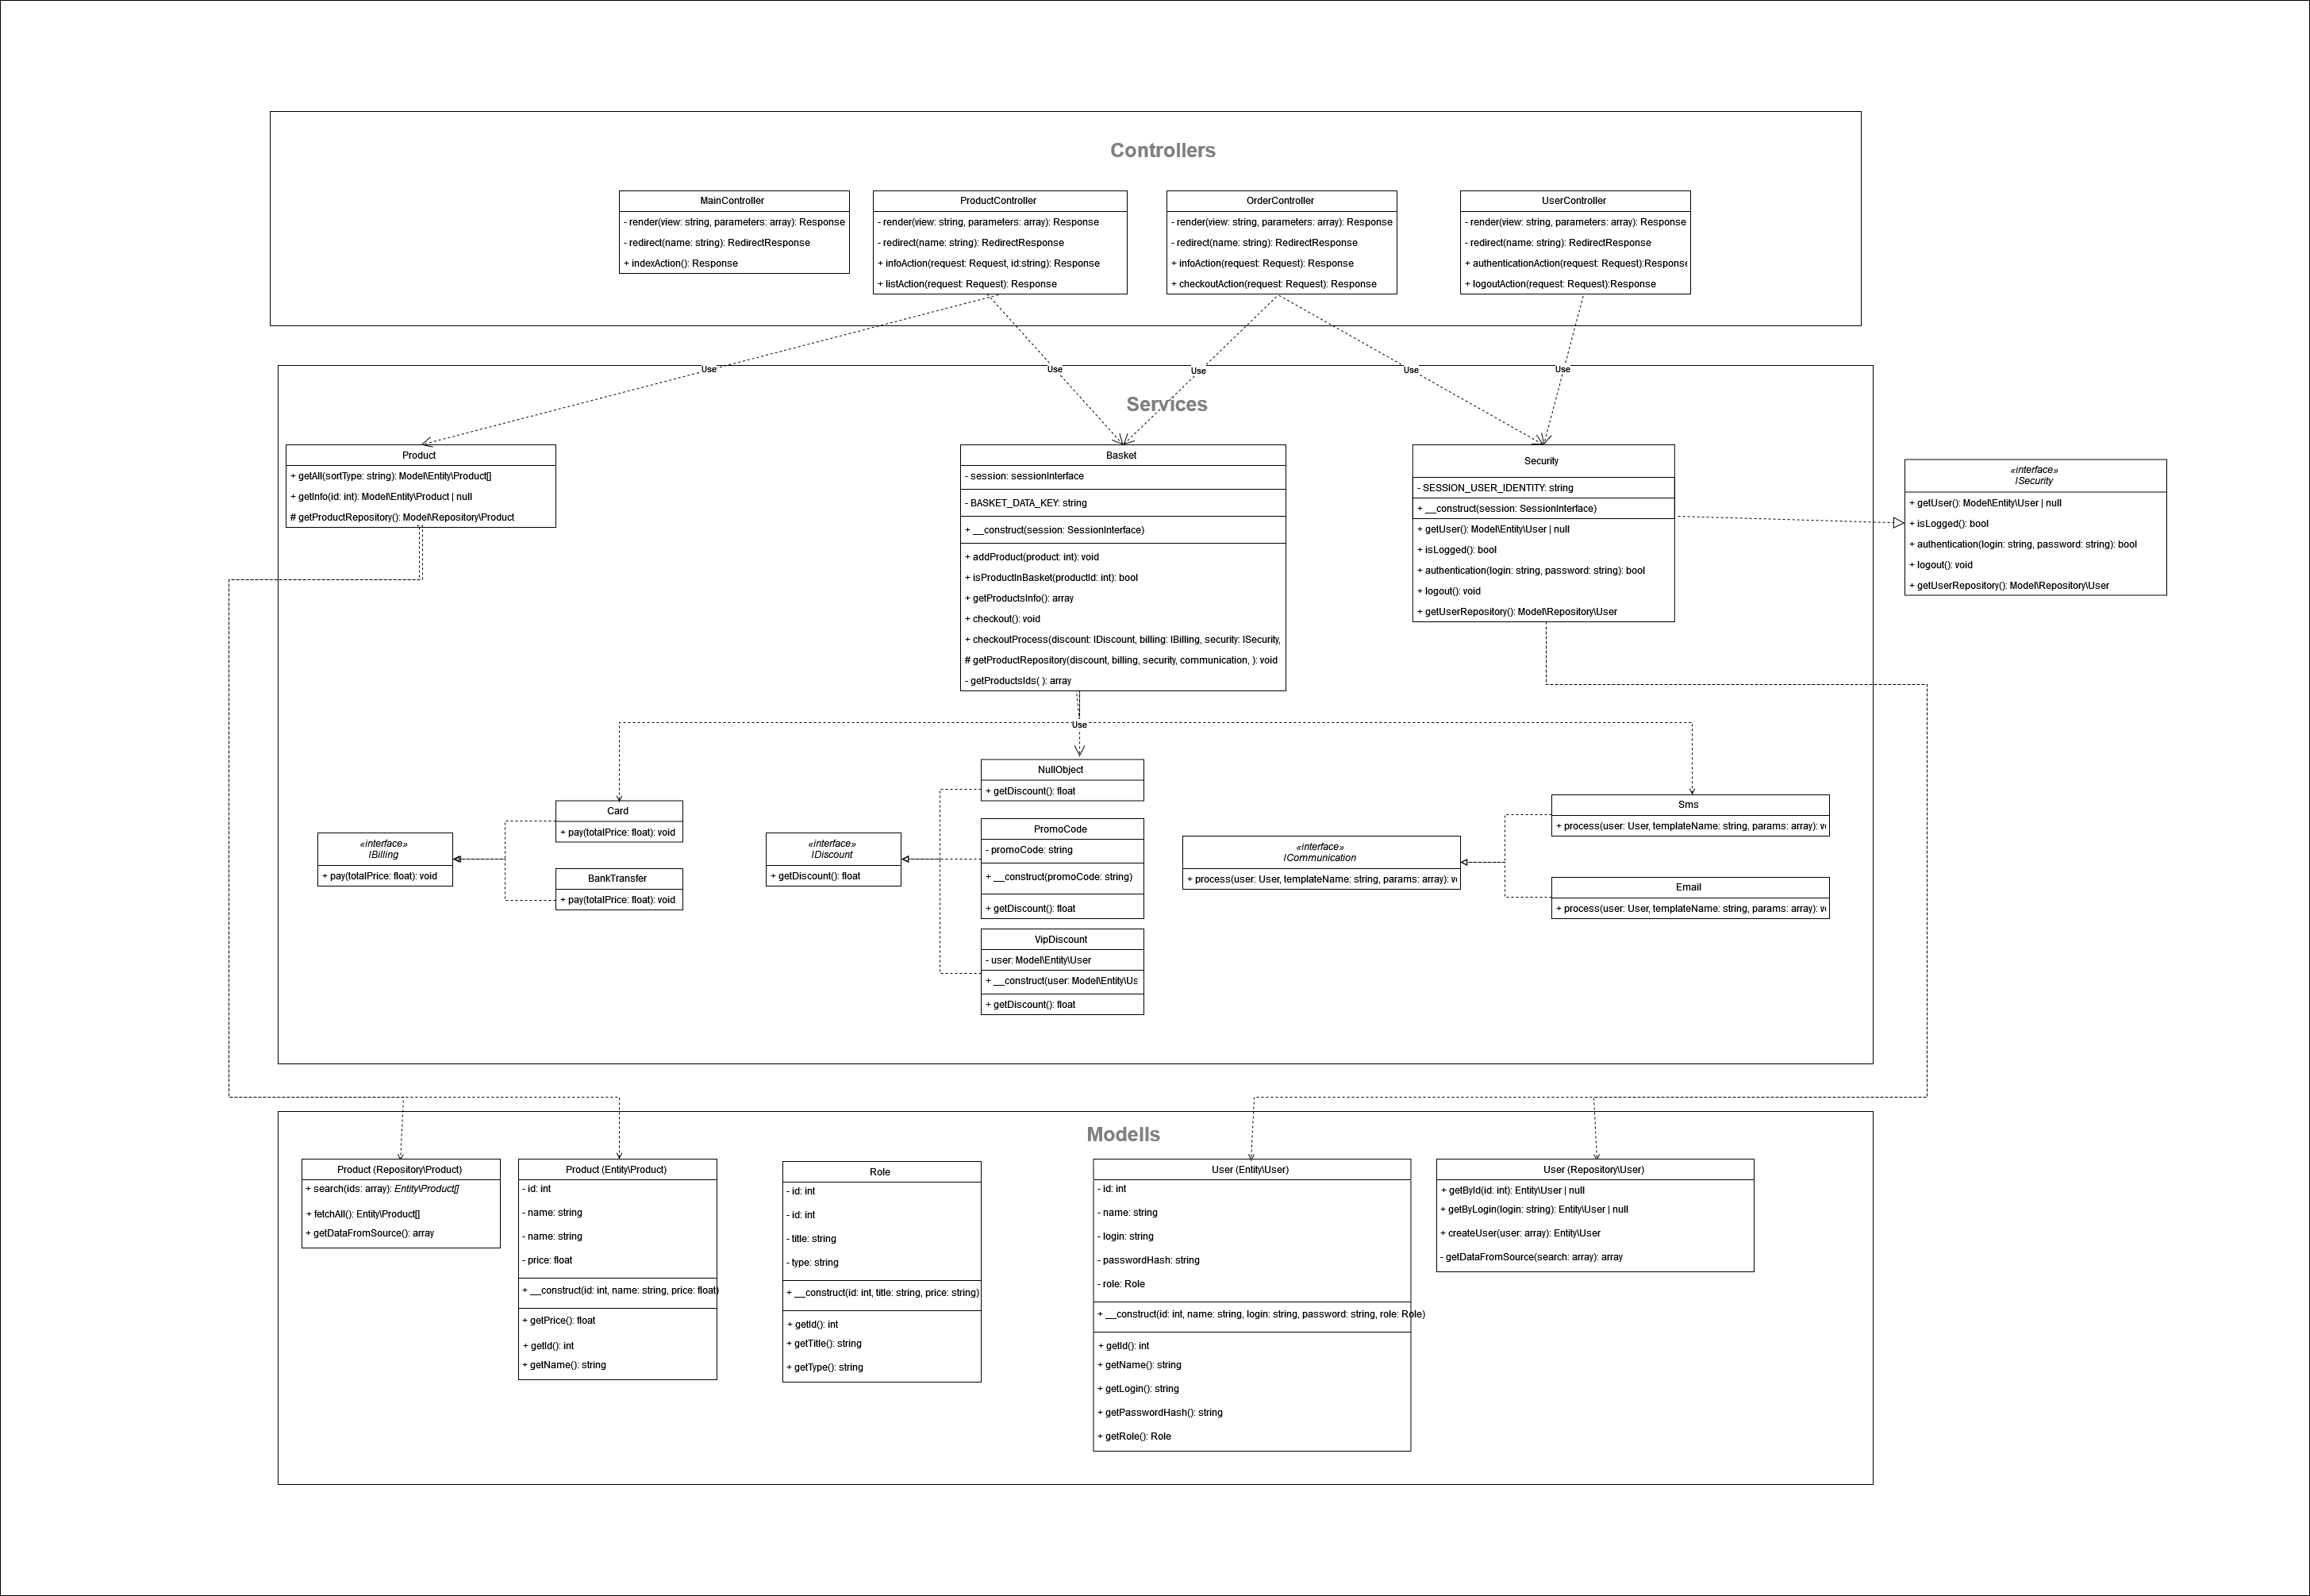 Controllers
MainController
- render(view: string, parameters: array): Response
- redirect(name: string): RedirectResponse
+ indexAction(): Response
ProductController
- render(view: string, parameters: array): Response
- redirect(name: string): RedirectResponse
+ infoAction(request: Request, id:string): Response
+ listAction(request: Request): Response
OrderController
- render(view: string, parameters: array): Response
- redirect(name: string): RedirectResponse
+ infoAction(request: Request): Response
+ checkoutAction(request: Request): Response
UserController
- render(view: string, parameters: array): Response
- redirect(name: string): RedirectResponse
+ authenticationAction(request: Request):Response
+ logoutAction(request: Request):Response
Use
Use
Use
Use
Use
Services
Product
+ getAll(sortType: string): Model\Entity\Product[]
+ getInfo(id: int): Model\Entity\Product | null
# getProductRepository(): Model\Repository\Product
Basket
- session: sessionInterface
- BASKET_DATA_KEY: string
+ __construct(session: SessionInterface)
+ addProduct(product: int): void
+ isProductInBasket(productId: int): bool
+ getProductsInfo(): array
+ checkout(): void
+ checkoutProcess(discount: IDiscount, billing: IBilling, security: ISecurity,
# getProductRepository(discount, billing, security, communication, ): void
- getProductsIds( ): array
Security
- SESSION_USER_IDENTITY: string
+ __construct(session: SessionInterface)
+ getUser(): Model\Entity\User | null
+ isLogged(): bool
+ authentication(login: string, password: string): bool
+ logout(): void
+ getUserRepository(): Model\Repository\User
«interface»
ISecurity
+ getUser(): Model\Entity\User | null
+ isLogged(): bool
+ authentication(login: string, password: string): bool
+ logout(): void
+ getUserRepository(): Model\Repository\User
Use
«interface»
IBilling
+ pay(totalPrice: float): void
Card
+ pay(totalPrice: float): void
BankTransfer
+ pay(totalPrice: float): void
«interface»
IDiscount
+ getDiscount(): float
NullObject
+ getDiscount(): float
PromoCode
- promoCode: string
+ __construct(promoCode: string)
+ getDiscount(): float
VipDiscount
- user: Model\Entity\User
+ __construct(user: Model\Entity\Us
+ getDiscount(): float
«interface»
ICommunication
+ process(user: User, templateName: string, params: array): v
Sms
+ process(user: User, templateName: string, params: array): v
Email
+ process(user: User, templateName: string, params: array): v
Modells
Product (Repository\Product)
+ search(ids: array): Entity\Product[]
+ fetchAll(): Entity\Product[]
+ getDataFromSource(): array
Product (Entity\Product)
- id: int
- name: string
- name: string
- price: float
+ __construct(id: int, name: string, price: float)
+ getPrice(): float
+ getId(): int
+ getName(): string
Role
- id: int
- id: int
- title: string
- type: string
+ __construct(id: int, title: string, price: string)
+ getId(): int
+ getTitle(): string
+ getType(): string
User (Entity\User)
- id: int
- name: string
- login: string
- passwordHash: string
- role: Role
+ __construct(id: int, name: string, login: string, password: string, role: Role)
+ getId(): int
+ getName(): string
+ getLogin(): string
+ getPasswordHash(): string
+ getRole(): Role
User (Repository\User)
+ getById(id: int): Entity\User | null
+ getByLogin(login: string): Entity\User | null
+ createUser(user: array): Entity\User
- getDataFromSource(search: array): array